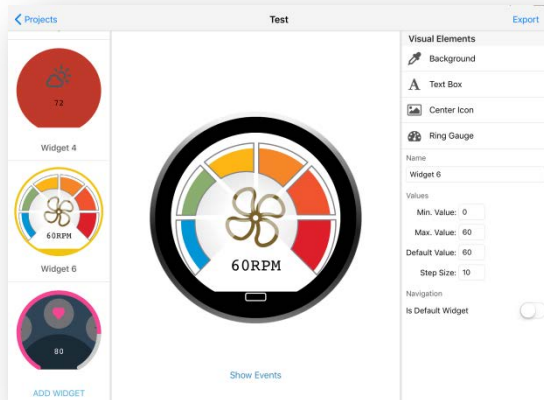 Projects
Test
Export
72
Widget 4
60RPM
Widget 6
80
ADD WIDGET
60RPM
Show Events
Visual Elements
Background
A Text Box
Center Icon
Ring Gauge
Name
Widget 6
Values
Min. Value: 0
Max. Value: 60
Default Value: 60
Step Size: 10
Navigation
Is Default Widget